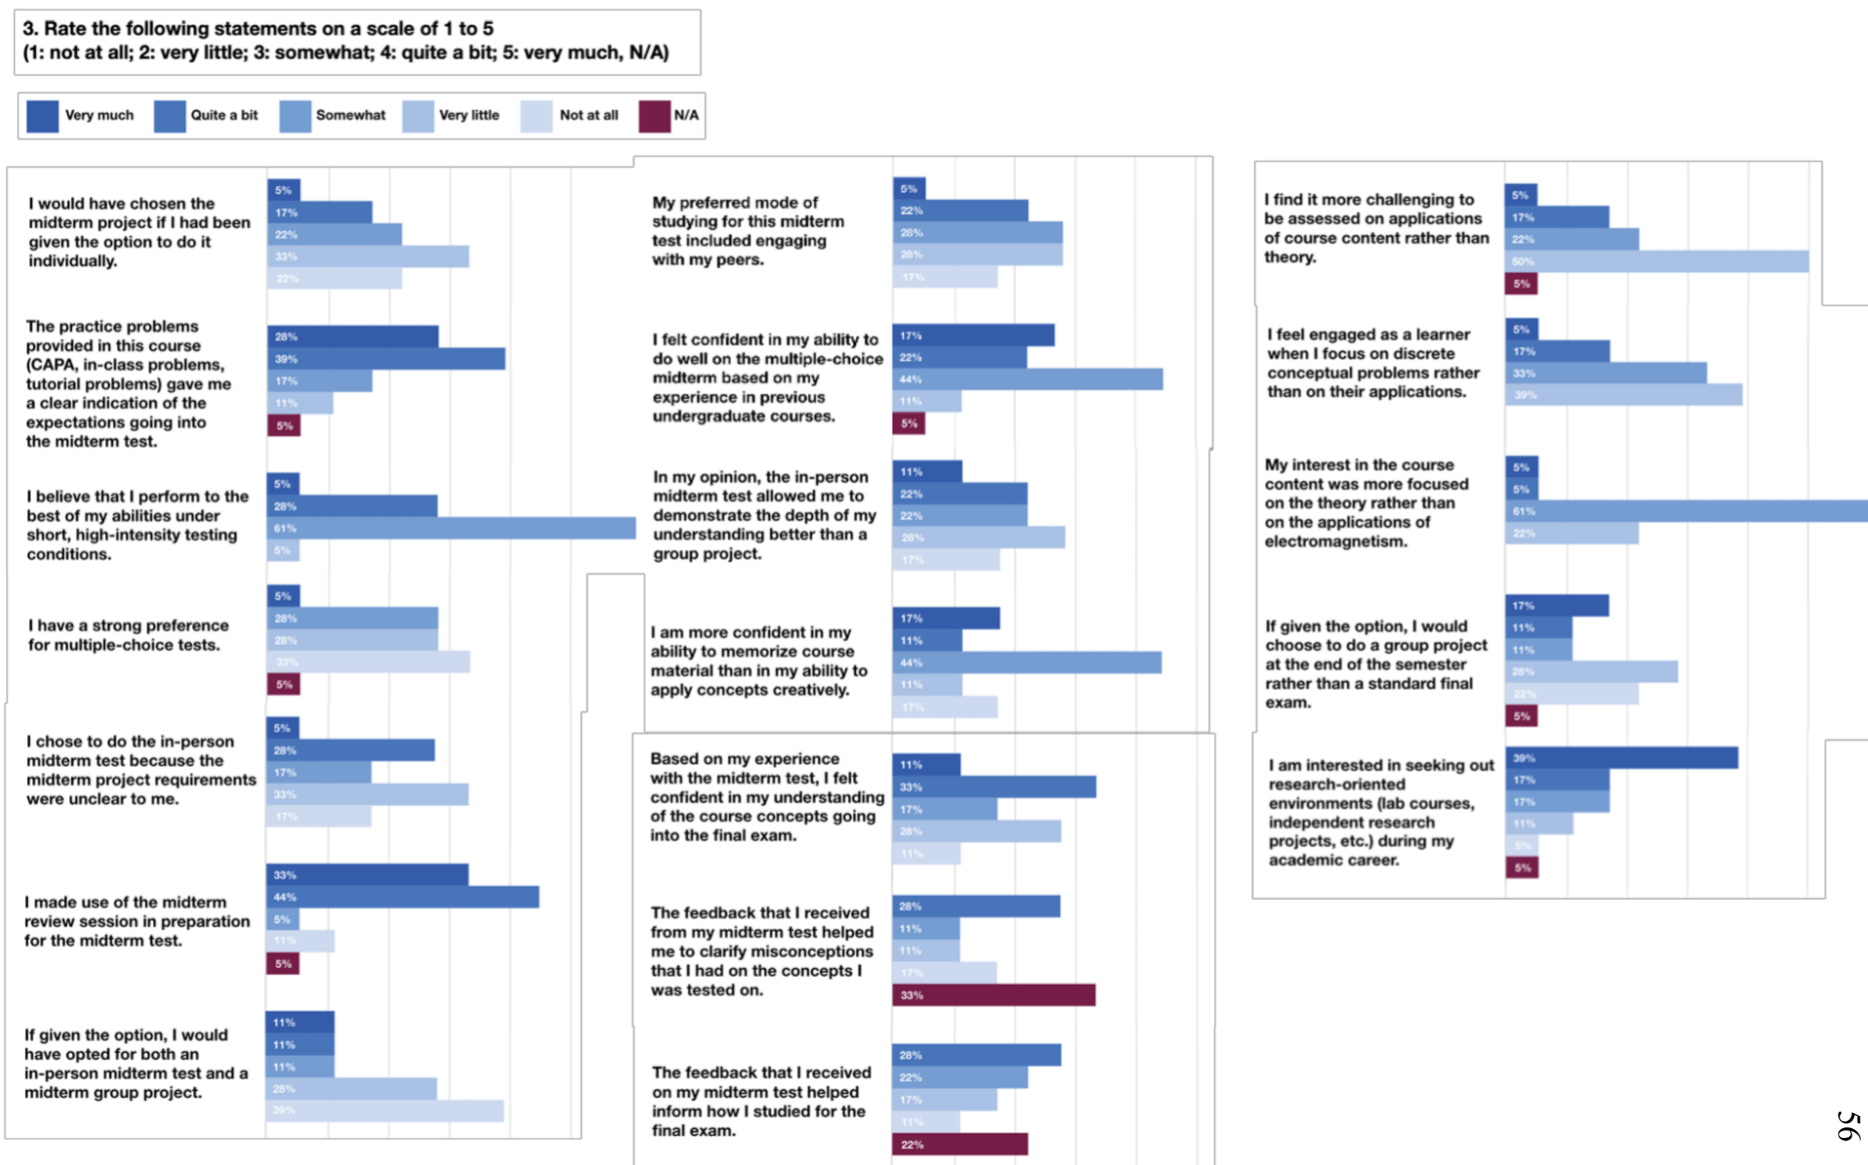 3. Rate the following statements on a scale of 1 to 5
(1: not at all; 2: very little; 3: somewhat; 4: quite a bit; 5: very much, N/A)
Very much
Quite a bit
Somewhat
Very little
Not at all
N/A
I would have chosen the
midterm project if I had been
given the option to do it
individually.
5%
17%
22%
33%
22%
The practice problems
provided in this course
(CAPA, in-class problems,
tutorial problems) gave me
a clear indication of the
expectations going into
the midterm test.
28%
39%
17%
11%
5%
I believe that I perform to the
best of my abilities under
short, high-intensity testing
conditions.
5%
28%
61%
5%
I have a strong preference
for multiple-choice tests.
5%
28%
28%
33%
5%
I chose to do the in-person
midterm test because the
midterm project requirements
were unclear to me.
5%
28%
17%
33%
17%
I made use of the midterm
review session in preparation
for the midterm test.
33%
44%
5%
11%
5%
If given the option, I would
have opted for both an
in-person midterm test and a
midterm group project.
11%
11%
11%
28%
39%
My preferred mode of
studying for this midterm
test included engaging
with my peers.
5%
22%
28%
28%
17%
I felt confident in my ability to
do well on the multiple-choice
midterm based on my
experience in previous
undergraduate courses.
17%
22%
44%
11%
5%
In my opinion, the in-person
midterm test allowed me to
demonstrate the depth of my
understanding better than a
group project.
11%
22%
22%
28%
17%
I am more confident in my
ability to memorize course
material than in my ability to
apply concepts creatively.
17%
11%
44%
11%
17%
Based on my experience
with the midterm test, I felt
confident in my understanding
of the course concepts going
into the final exam.
11%
33%
17%
28%
11%
The feedback that I received
from my midterm test helped
me to clarify misconceptions
that I had on the concepts I
was tested on.
28%
11%
11%
17%
33%
The feedback that I received
on my midterm test helped
inform how I studied for the
final exam.
28%
22%
17%
11%
22%
I find it more challenging to
be assessed on applications
of course content rather than
theory.
5%
17%
22%
50%
5%
I feel engaged as a learner
when I focus on discrete
conceptual problems rather
than on their applications.
5%
17%
33%
39%
My interest in the course
content was more focused
on the theory rather than
on the applications of
electromagnetism.
5%
5%
61%
22%
If given the option, I would
choose to do a group project
at the end of the semester
rather than a standard final
exam.
17%
11%
11%
28%
22%
5%
I am interested in seeking out
research-oriented
environments (lab courses,
independent research
projects, etc.) during my
academic career.
39%
17%
17%
11%
5%
5%
56